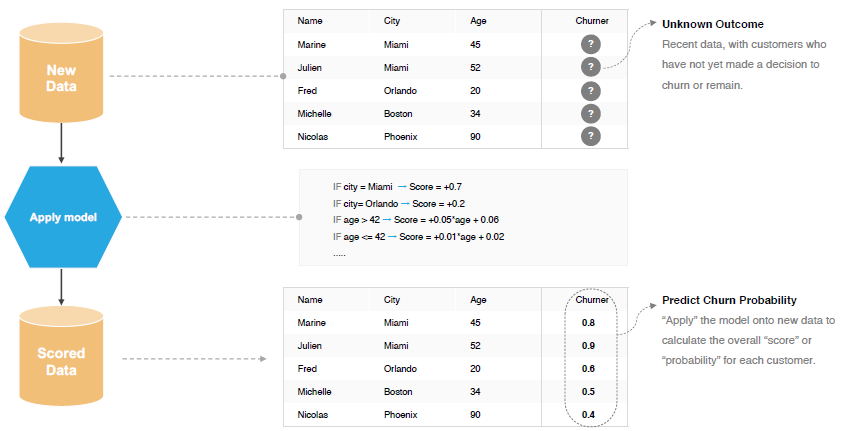 New
Data
Name City Age Churner
Marine Miami 45 ?
Julien Miami 52 ?
Fred Orlando 20 ?
Michelle Boston 34 ?
Nicolas Phoenix 90 ?
Unknown Outcome
Recent data, with customers who
have not yet made a decision to
churn or remain.
Apply model
IF city = Miami → Score = +0.7
IF city= Orlando → Score = +0.2
IF age > 42 → Score = +0.05*age + 0.06
IF age <= 42 → Score = +0.01*age + 0.02
.....
Scored
Data
Name City Age Churner
Marine Miami 45 0.8
Julien Miami 52 0.9
Fred Orlando 20 0.6
Michelle Boston 34 0.5
Nicolas Phoenix 90 0.4
Predict Churn Probability
“Apply” the model onto new data to
calculate the overall “score” or
“probability” for each customer.